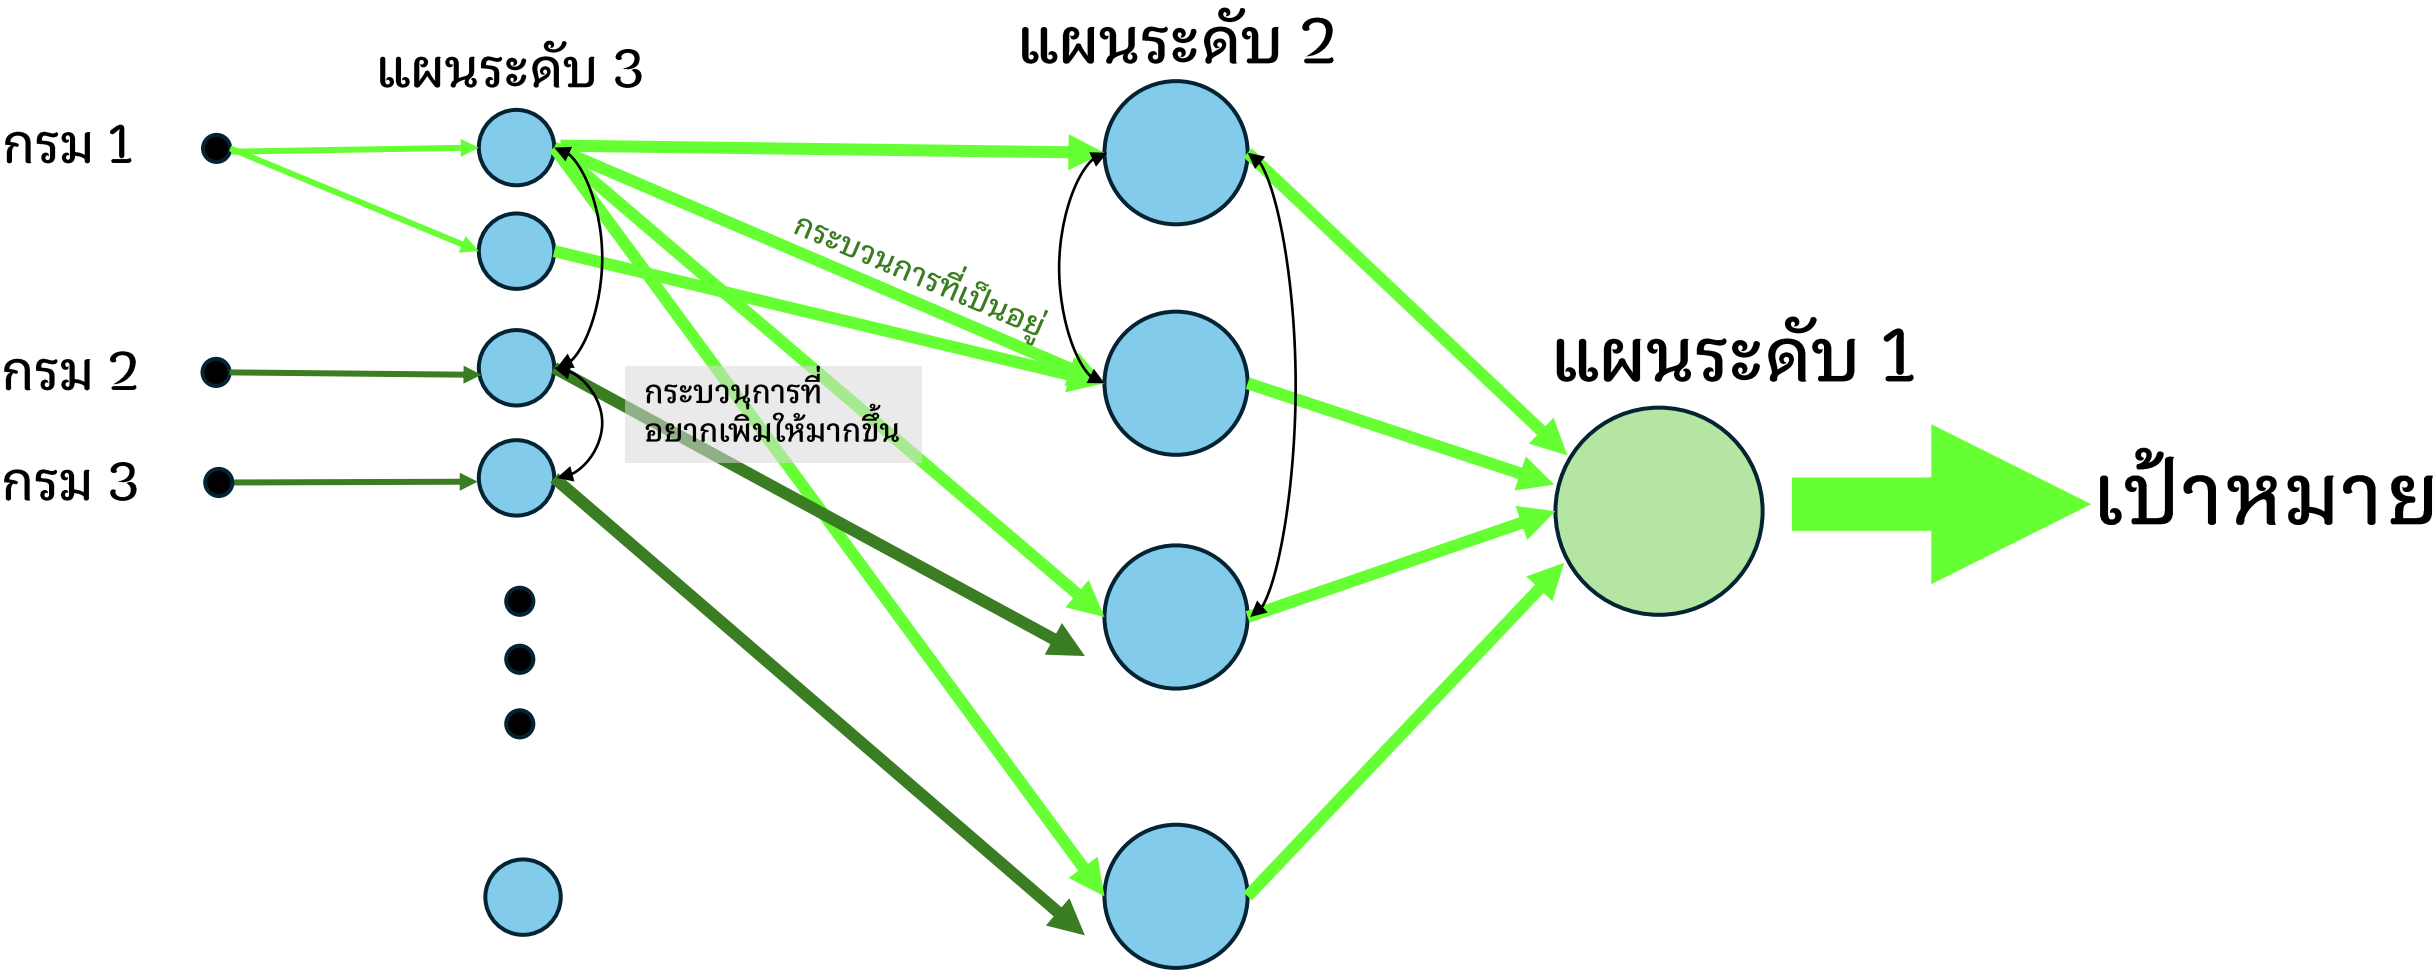 แผนระดับ 3
แผนระดับ 2
กรม 1
กระบวนการที่เป็นอยู่
แผนระดับ 1
กรม 2
กระบวนการที่
อยากเพิ่มให้มากขึ้น
กรม 3
เป้าหมาย